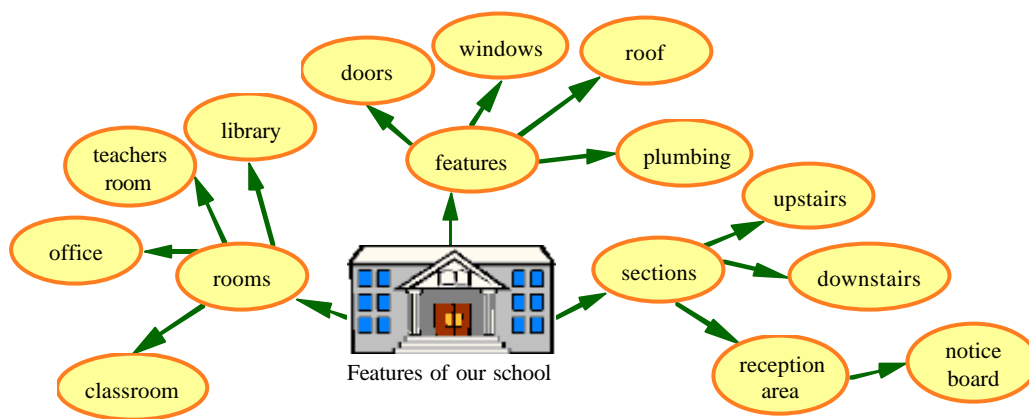 windows
roof
doors
library
features
plumbing
teachers
room
upstairs
office
rooms
sections
downstairs
classroom
Features of our school
reception
area
notice
board